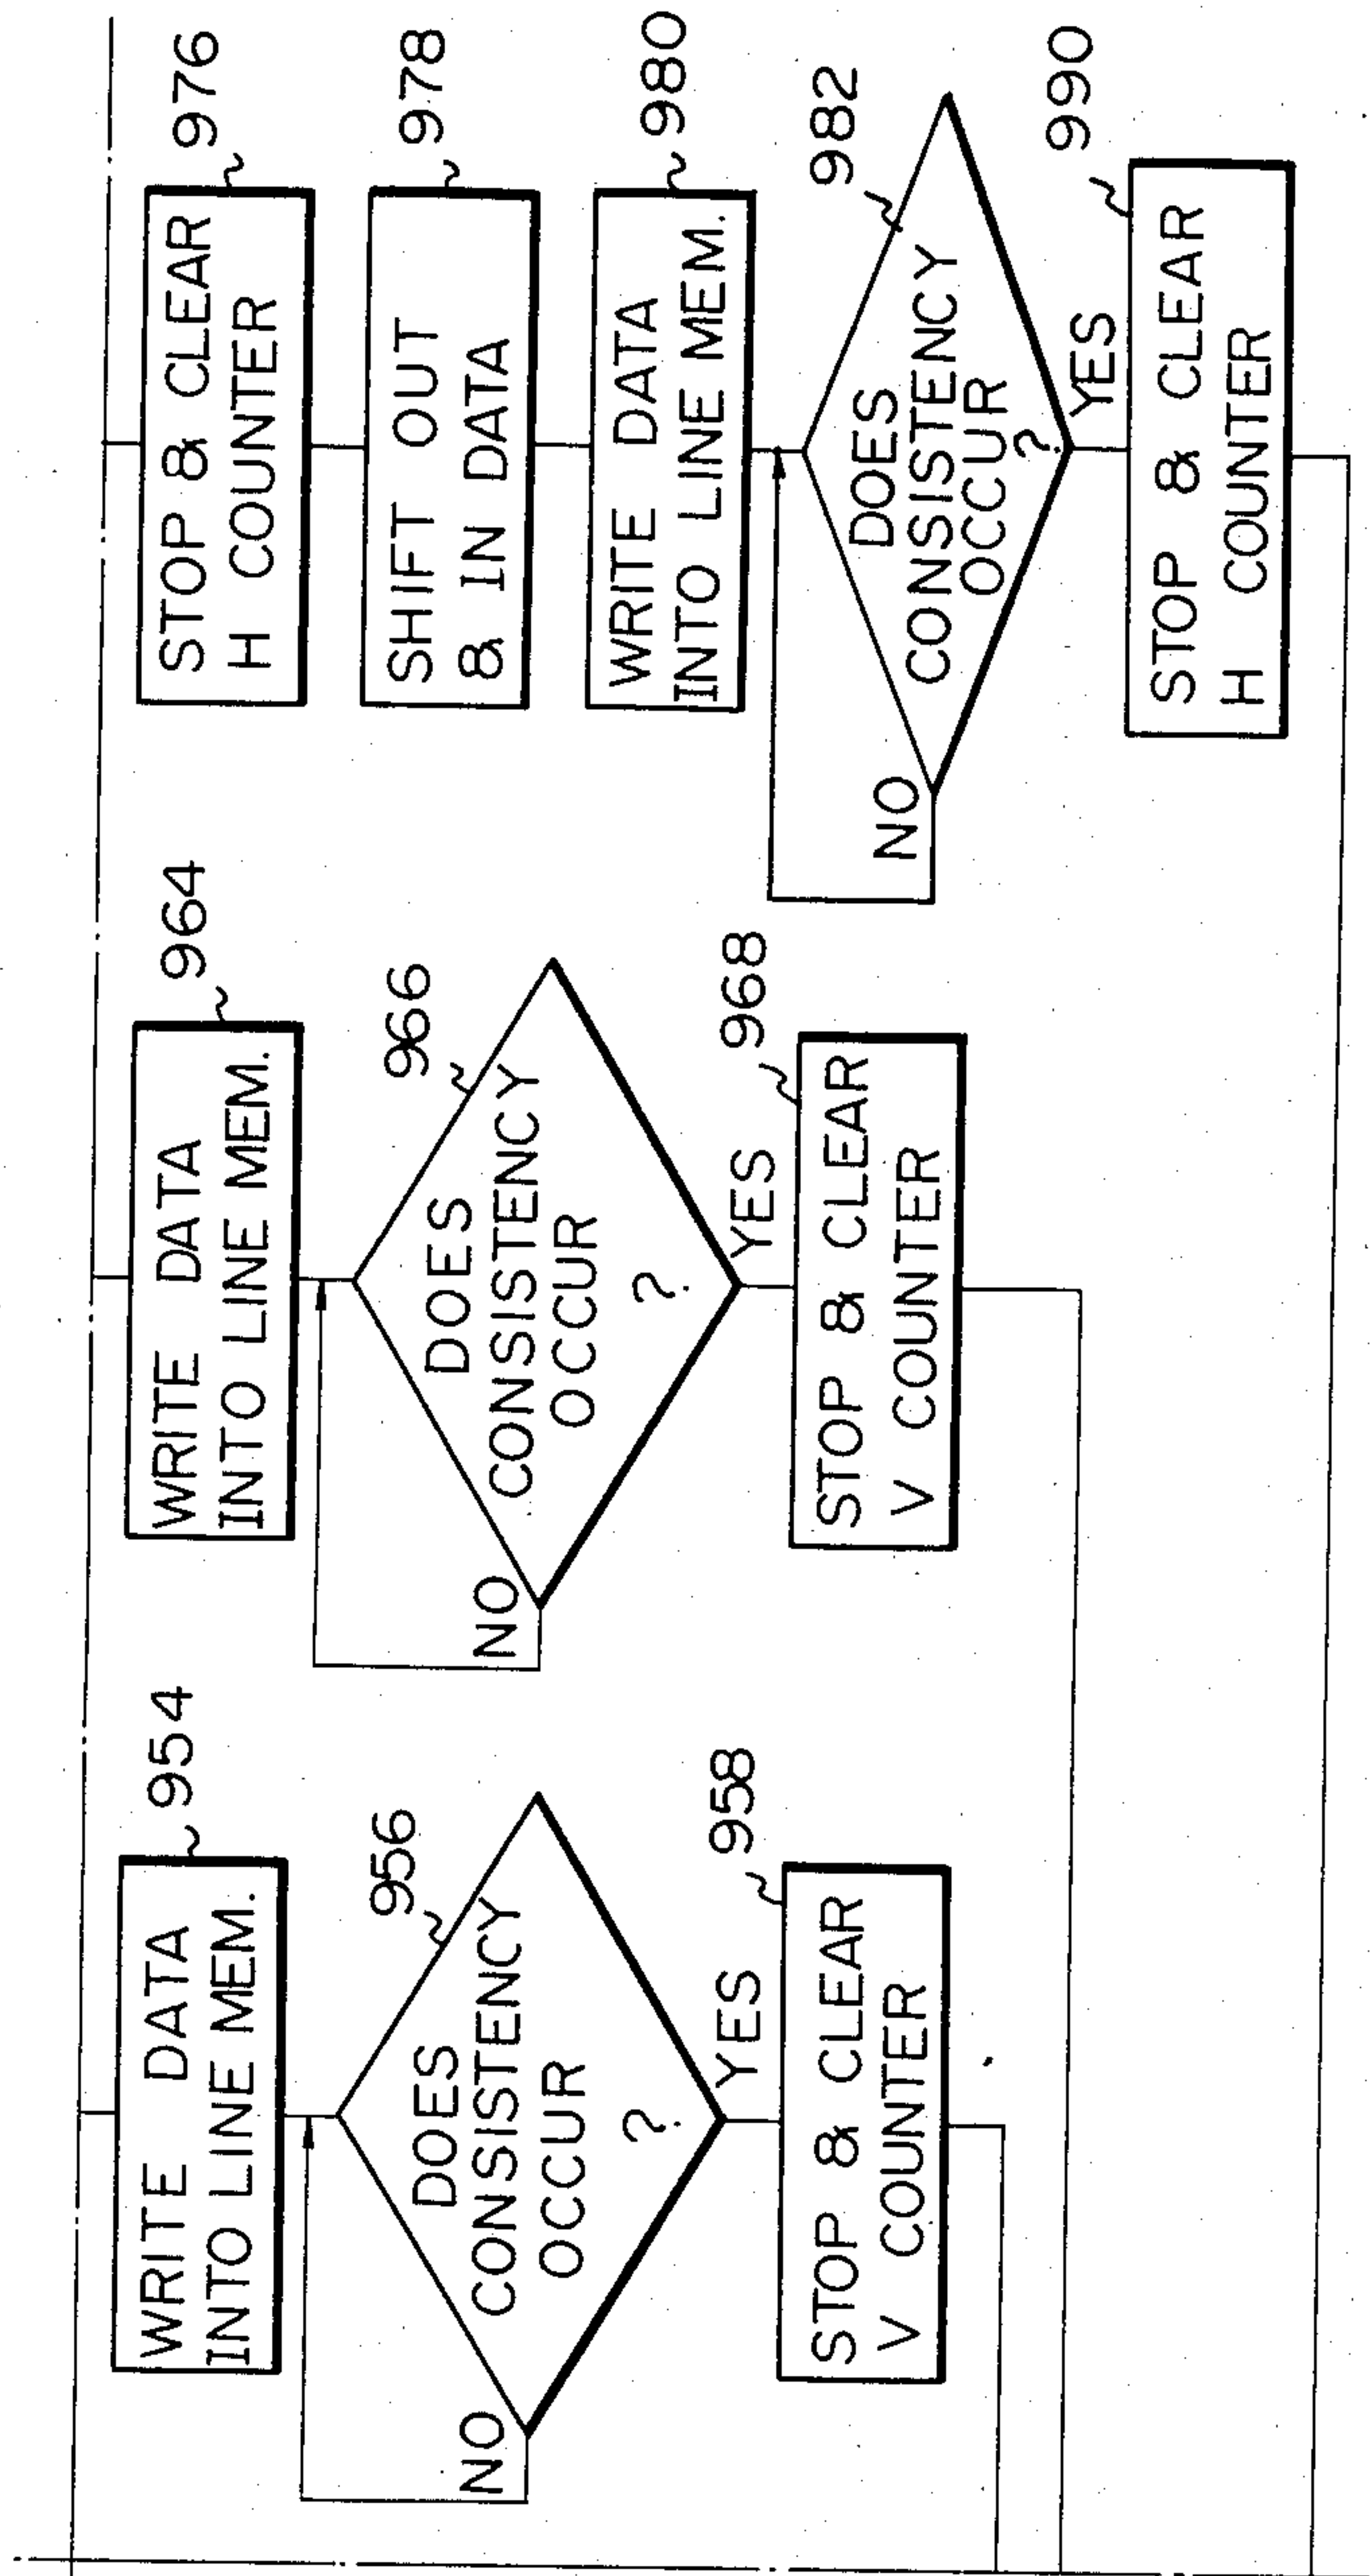 954
WRITE DATA
INTO LINE MEM.
956
DOES
CONSISTENCY
OCCUR
?
NO
YES
958
STOP & CLEAR
V COUNTER
964
WRITE DATA
INTO LINE MEM.
966
DOES
CONSISTENCY
OCCUR
?
NO
YES
968
STOP & CLEAR
V COUNTER
976
STOP & CLEAR
H COUNTER
978
SHIFT OUT
& IN DATA
980
WRITE DATA
INTO LINE MEM.
982
DOES
CONSISTENCY
OCCUR
?
NO
YES
990
STOP & CLEAR
H COUNTER